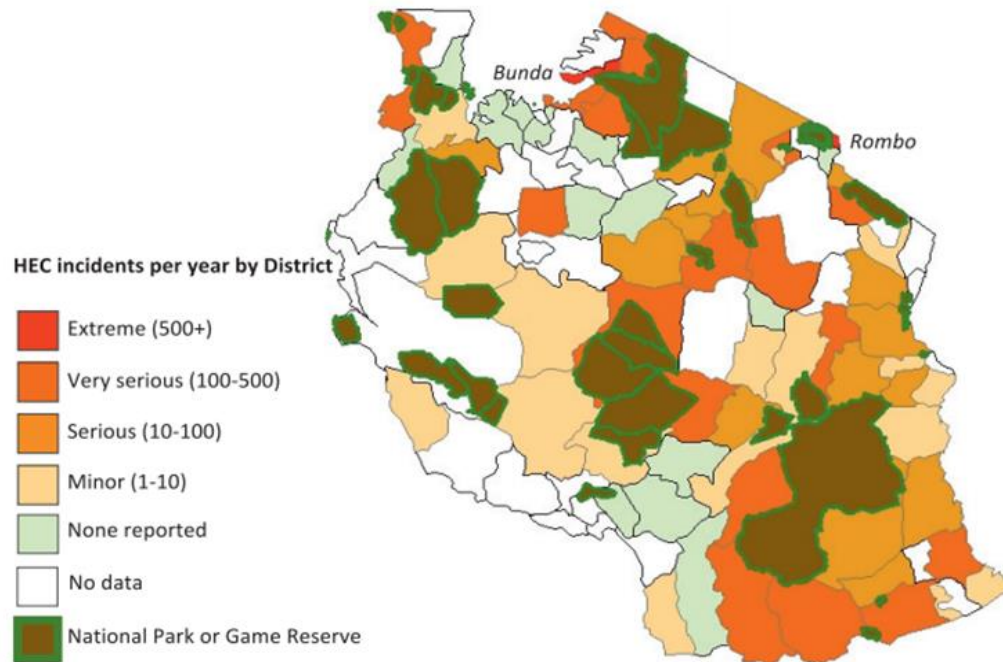 Bunda
Rombo
HEC incidents per year by District
Extreme (500+)
Very serious (100-500)
Serious (10-100)
Minor (1-10)
None reported
No data
National Park or Game Reserve